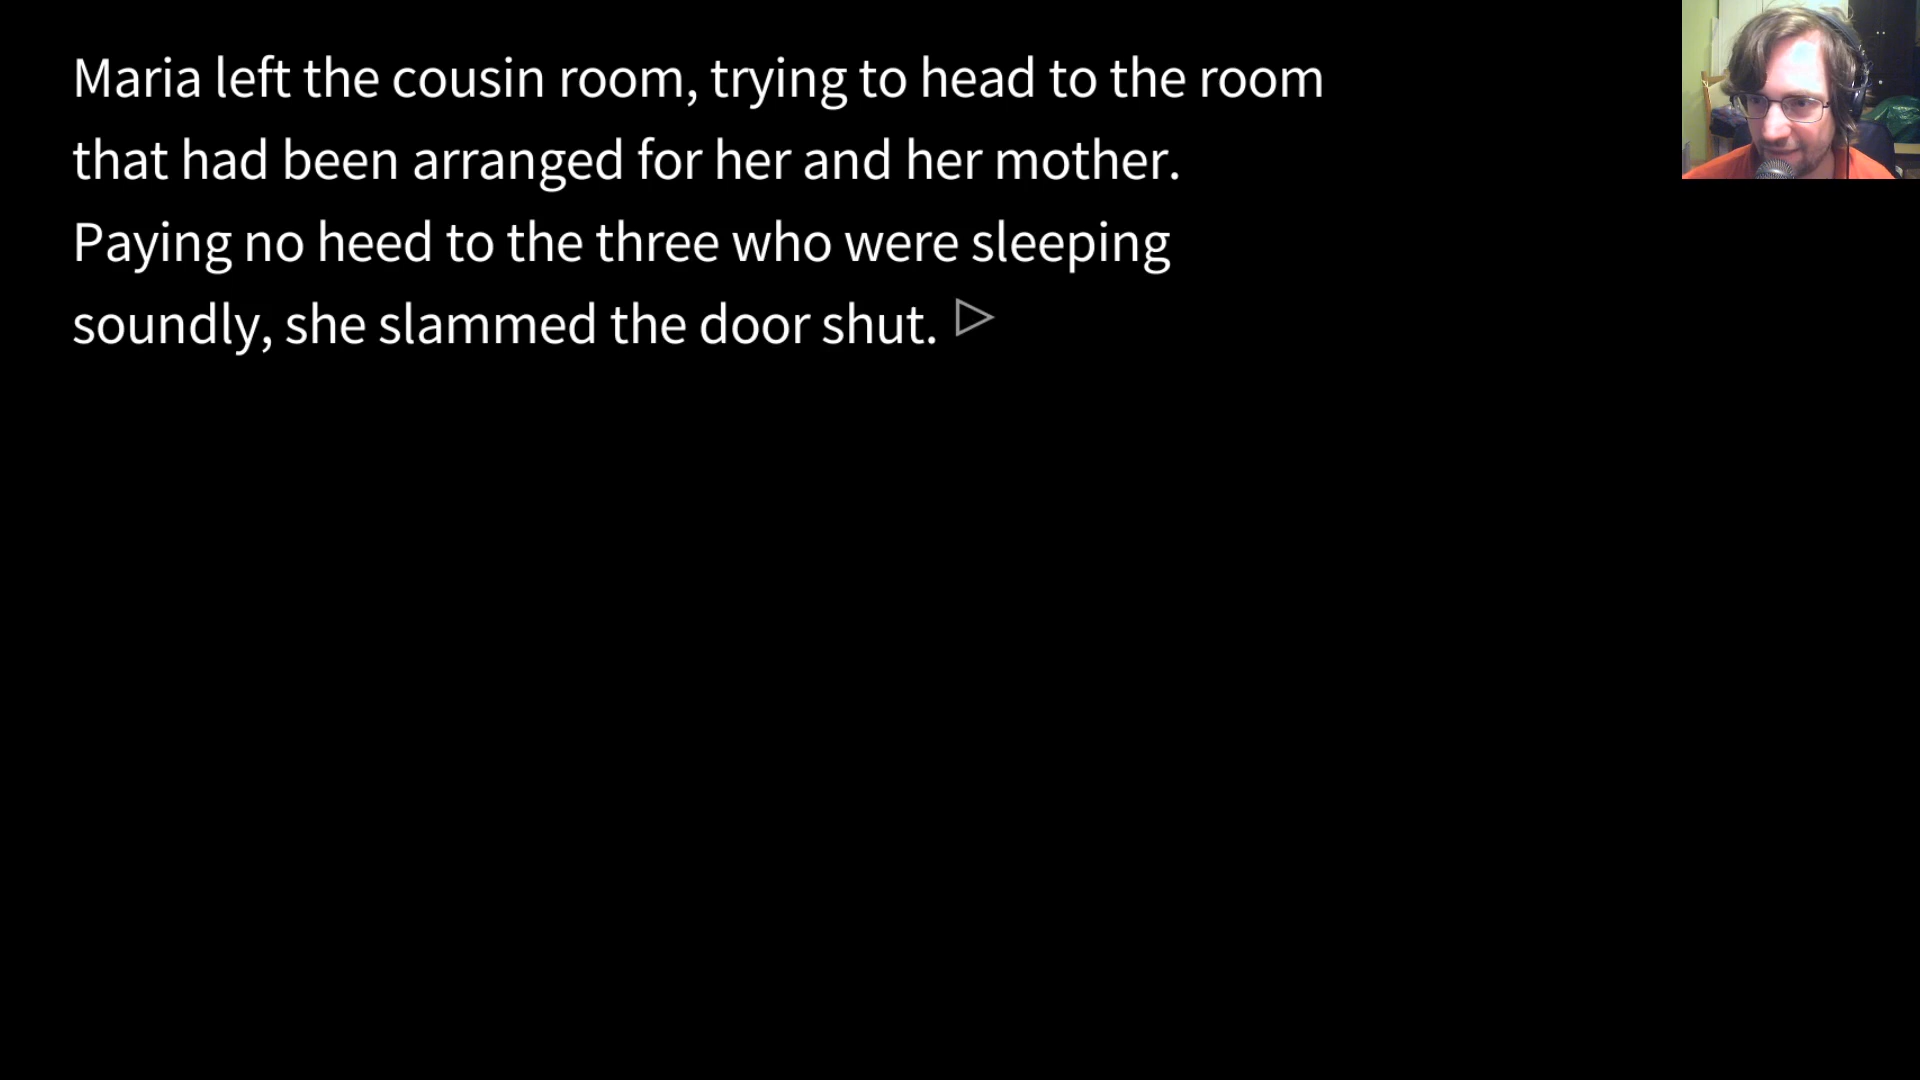 Maria left the cousin room, trying to head to the room
that had been arranged for her and her mother.
Paying no heed to the three who were sleeping
soundly, she slammed the door shut.